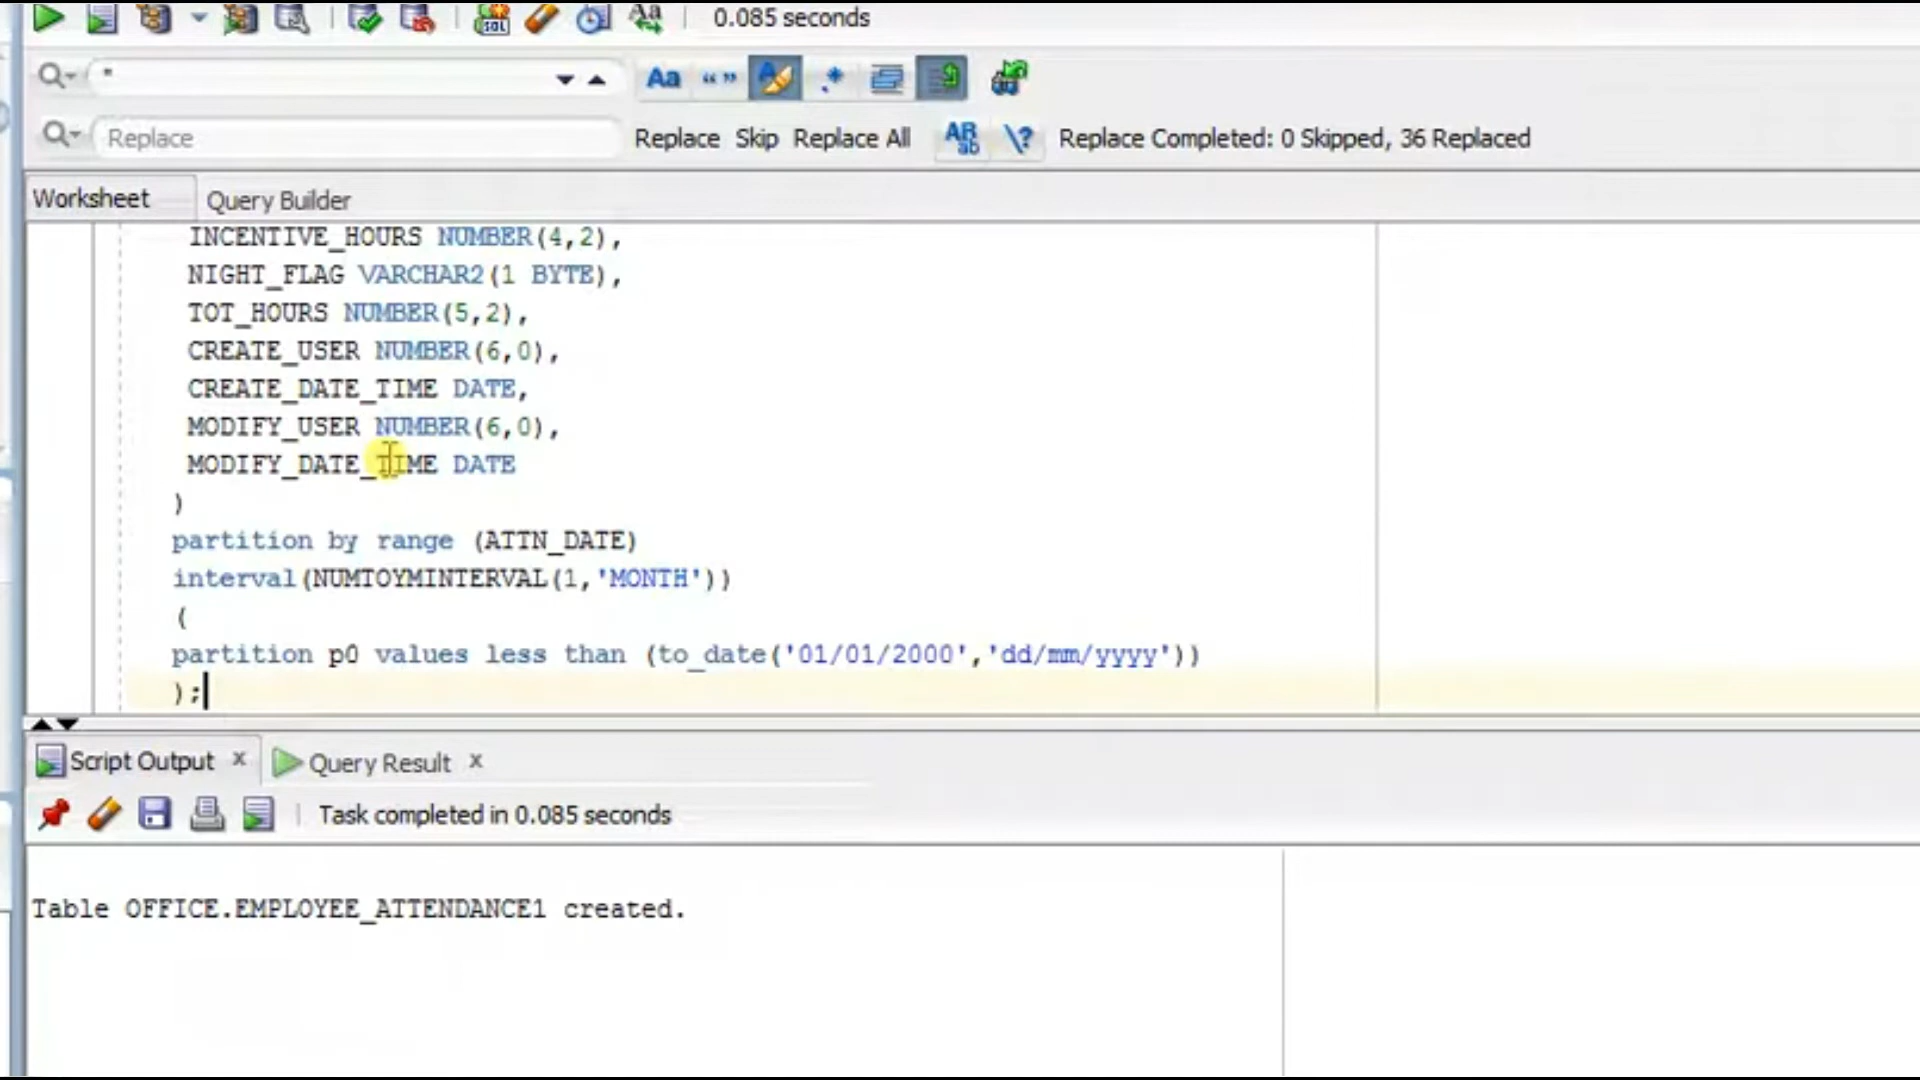 0.085 seconds
"
Aa “ ” .*
Replace Replace Skip Replace All AB ab \? Replace Completed: 0 Skipped, 36 Replaced
Worksheet Query Builder
INCENTIVE_HOURS NUMBER(4,2),
NIGHT_FLAG VARCHAR2(1 BYTE),
TOT_HOURS NUMBER(5,2),
CREATE_USER NUMBER(6,0),
CREATE_DATE_TIME DATE,
MODIFY_USER NUMBER(6,0),
MODIFY_DATE_TIME DATE
)
partition by range (ATTN_DATE)
interval(NUMTOYMINTERVAL(1,'MONTH'))
(
partition p0 values less than (to_date('01/01/2000','dd/mm/yyyy'))
);
Script Output x Query Result x
Task completed in 0.085 seconds
Table OFFICE.EMPLOYEE_ATTENDANCE1 created.